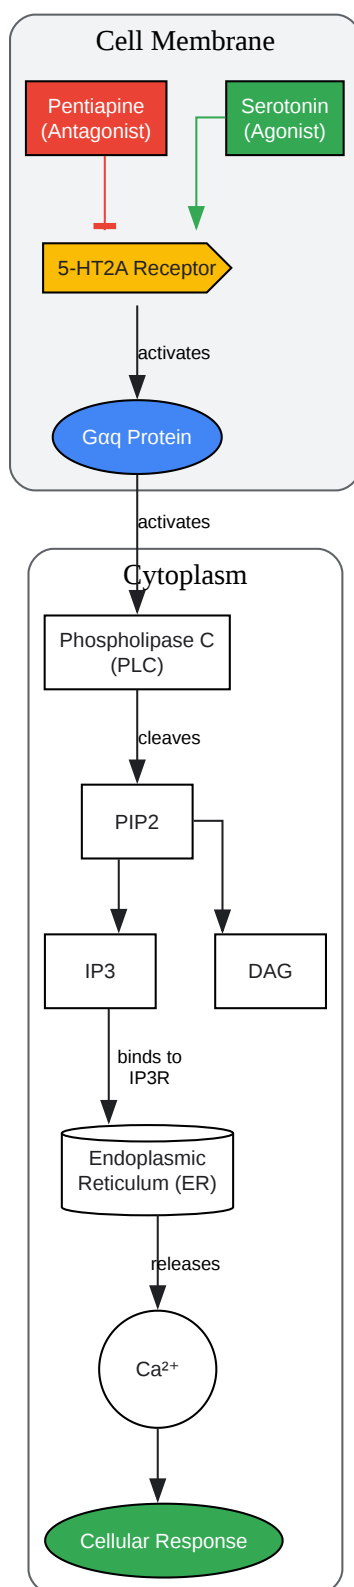 Cell Membrane
Pentiapine
(Antagonist)
Serotonin
(Agonist)
5-HT2A Receptor
activates
Gαq Protein
activates
Cytoplasm
Phospholipase C
(PLC)
cleaves
PIP2
IP3
DAG
binds to
IP3R
Endoplasmic
Reticulum (ER)
releases
Ca²⁺
Cellular Response